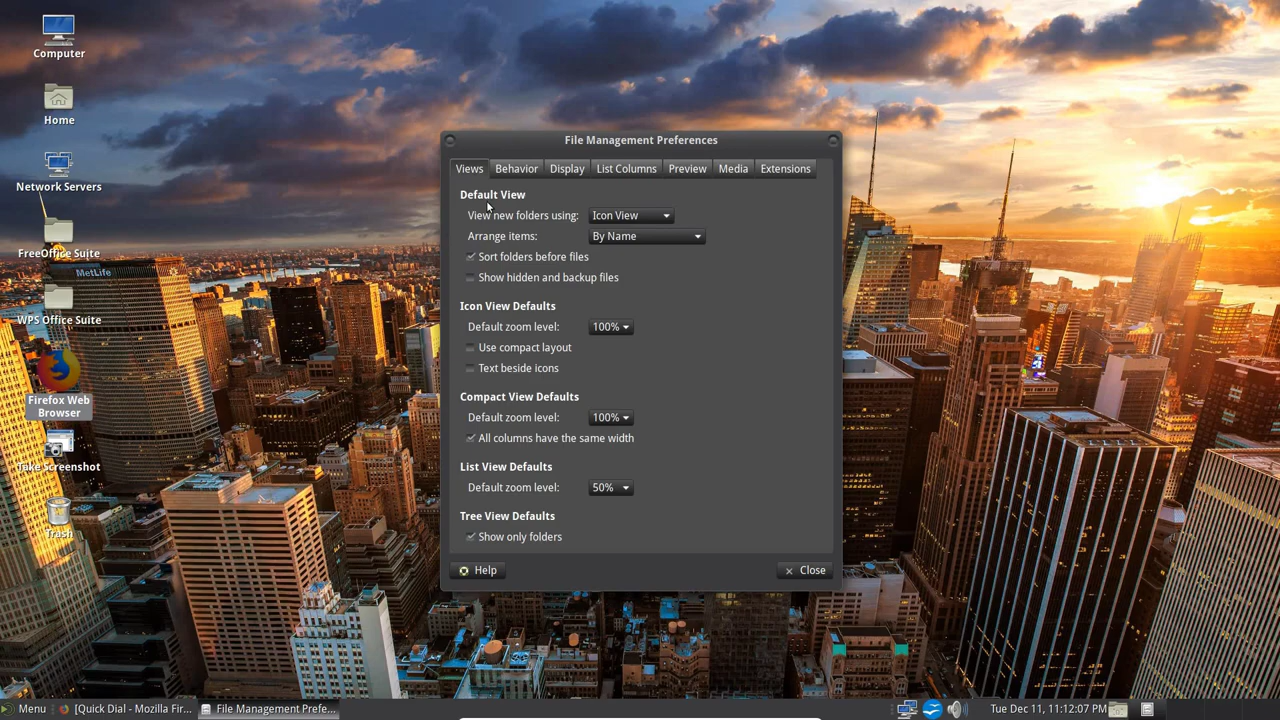 Computer
Home
Network Servers
FreeOffice Suite
MetLife
WPS Office Suite
Firefox Web
Browser
Take Screenshot
Trash
File Management Preferences
Views Behavior Display List Columns Preview Media Extensions
Default View
View new folders using: Icon View
Arrange items: By Name
Sort folders before files
Show hidden and backup files
Icon View Defaults
Default zoom level: 100%
Use compact layout
Text beside icons
Compact View Defaults
Default zoom level: 100%
All columns have the same width
List View Defaults
Default zoom level: 50%
Tree View Defaults
Show only folders
Help Close
Menu [Quick Dial - Mozilla Fir... File Management Prefe... Tue Dec 11, 11:12:07 PM